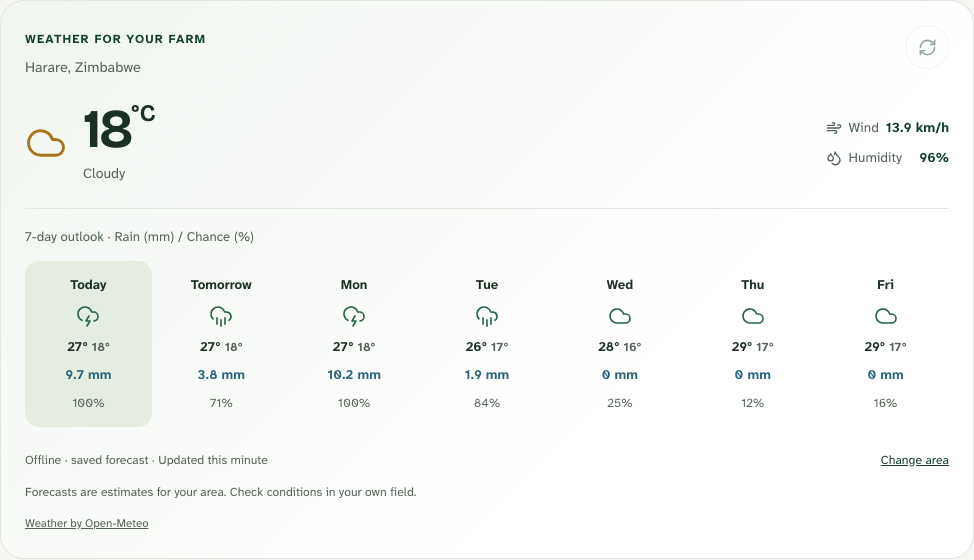 WEATHER FOR YOUR FARM
Harare, Zimbabwe
18°C
Cloudy
Wind 13.9 km/h
Humidity 96%
7-day outlook · Rain (mm) / Chance (%)
Today Tomorrow Mon Tue Wed Thu Fri
27° 18° 27° 18° 27° 18° 26° 17° 28° 16° 29° 17° 29° 17°
9.7 mm 3.8 mm 10.2 mm 1.9 mm 0 mm 0 mm 0 mm
100% 71% 100% 84% 25% 12% 16%
Offline · saved forecast · Updated this minute Change area
Forecasts are estimates for your area. Check conditions in your own field.
Weather by Open-Meteo